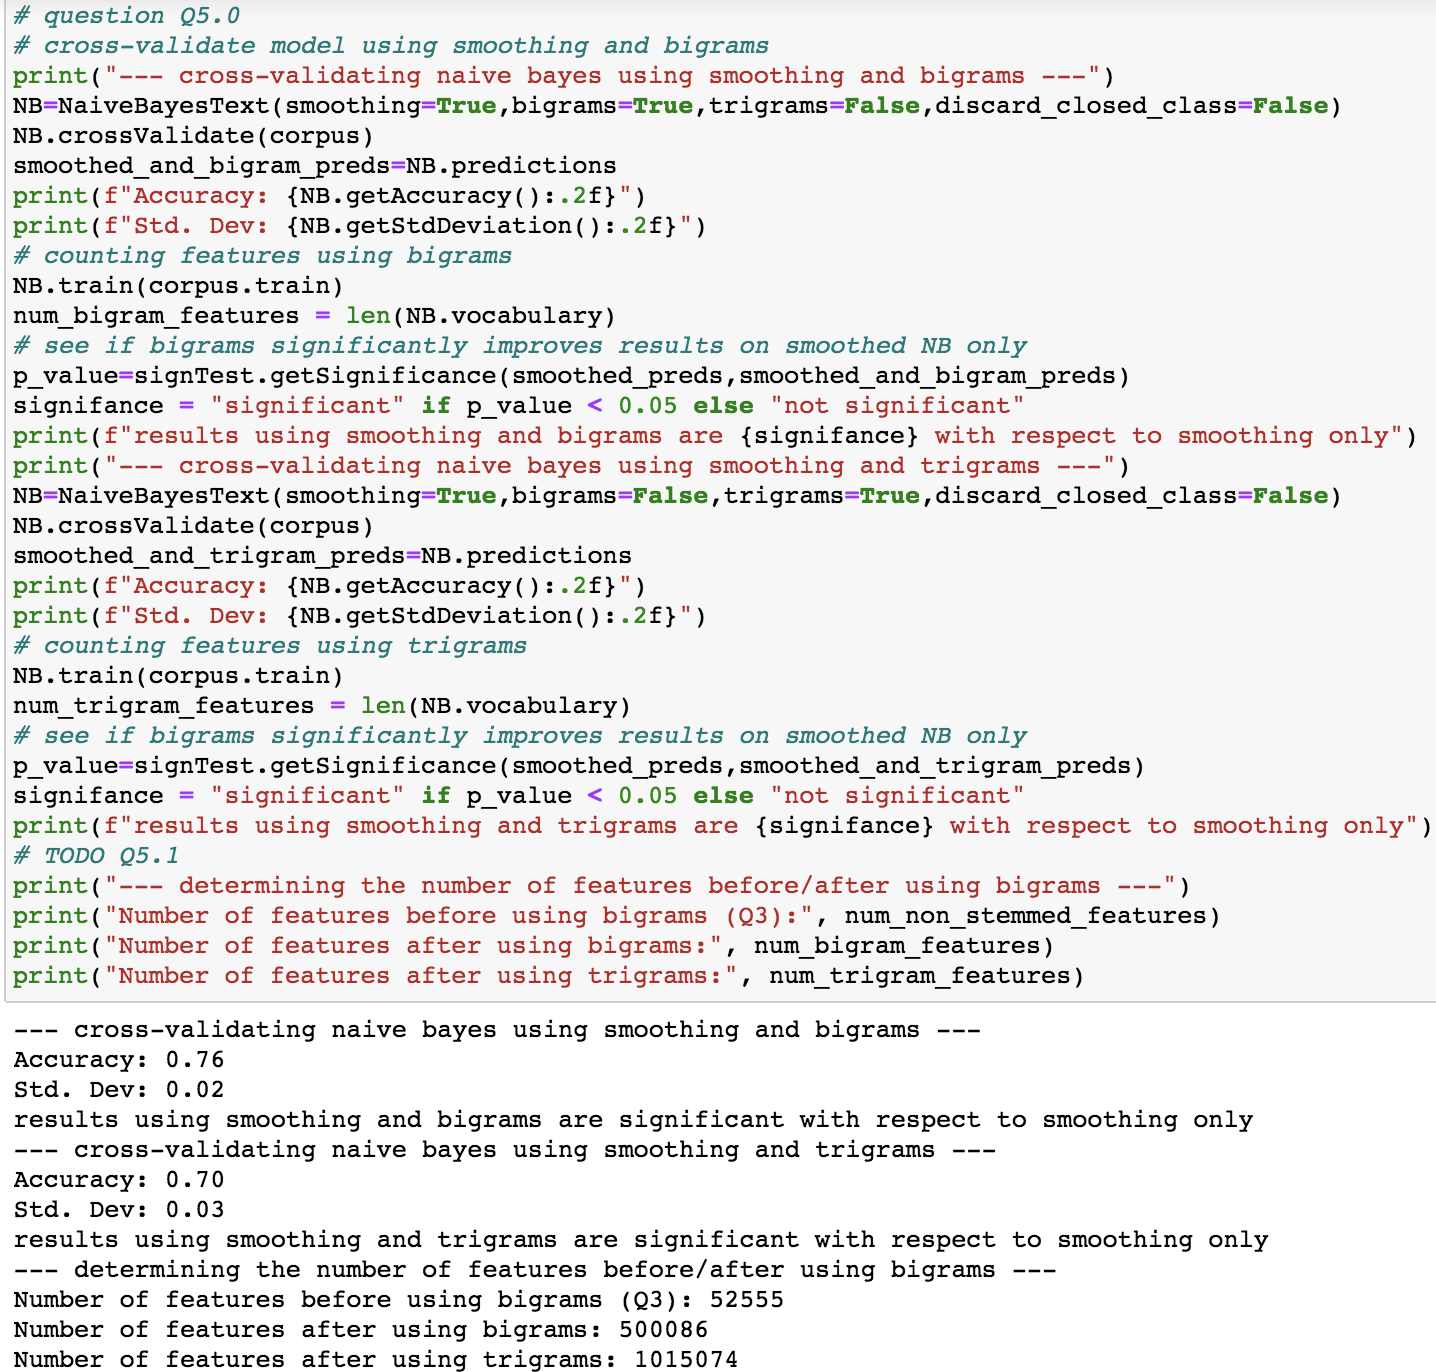 # question Q5.0
# cross-validate model using smoothing and bigrams
print("--- cross-validating naive bayes using smoothing and bigrams ---")
NB=NaiveBayesText(smoothing=True,bigrams=True,trigrams=False,discard_closed_class=False)
NB.crossValidate(corpus)
smoothed_and_bigram_preds=NB.predictions
print(f"Accuracy: {NB.getAccuracy():.2f}")
print(f"Std. Dev: {NB.getStdDeviation():.2f}")
# counting features using bigrams
NB.train(corpus.train)
num_bigram_features = len(NB.vocabulary)
# see if bigrams significantly improves results on smoothed NB only
p_value=signTest.getSignificance(smoothed_preds,smoothed_and_bigram_preds)
signifance = "significant" if p_value < 0.05 else "not significant"
print(f"results using smoothing and bigrams are {signifance} with respect to smoothing only")
print("--- cross-validating naive bayes using smoothing and trigrams ---")
NB=NaiveBayesText(smoothing=True,bigrams=False,trigrams=True,discard_closed_class=False)
NB.crossValidate(corpus)
smoothed_and_trigram_preds=NB.predictions
print(f"Accuracy: {NB.getAccuracy():.2f}")
print(f"Std. Dev: {NB.getStdDeviation():.2f}")
# counting features using trigrams
NB.train(corpus.train)
num_trigram_features = len(NB.vocabulary)
# see if bigrams significantly improves results on smoothed NB only
p_value=signTest.getSignificance(smoothed_preds,smoothed_and_trigram_preds)
signifance = "significant" if p_value < 0.05 else "not significant"
print(f"results using smoothing and trigrams are {signifance} with respect to smoothing only")
# TODO Q5.1
print("--- determining the number of features before/after using bigrams ---")
print("Number of features before using bigrams (Q3):", num_non_stemmed_features)
print("Number of features after using bigrams:", num_bigram_features)
print("Number of features after using trigrams:", num_trigram_features)
--- cross-validating naive bayes using smoothing and bigrams ---
Accuracy: 0.76
Std. Dev: 0.02
results using smoothing and bigrams are significant with respect to smoothing only
--- cross-validating naive bayes using smoothing and trigrams ---
Accuracy: 0.70
Std. Dev: 0.03
results using smoothing and trigrams are significant with respect to smoothing only
--- determining the number of features before/after using bigrams ---
Number of features before using bigrams (Q3): 52555
Number of features after using bigrams: 500086
Number of features after using trigrams: 1015074